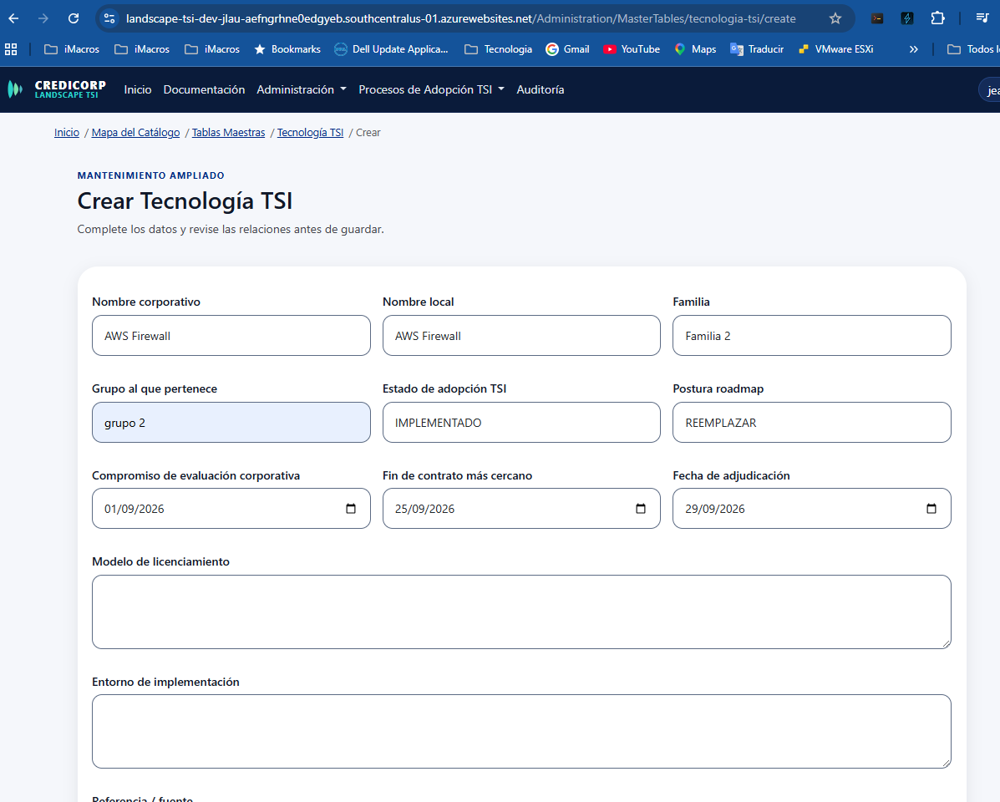 landscape-tsi-dev-jlau-aefngrhne0edgyeb.southcentralus-01.azurewebsites.net/Administration/MasterTables/tecnologia-tsi/create
iMacros iMacros iMacros Bookmarks Dell Update Applica... Tecnologia Gmail YouTube Maps Traducir VMware ESXi » Todos l
CREDICORP
LANDSCAPE TSI
Inicio Documentación Administración Procesos de Adopción TSI Auditoría jea
Inicio / Mapa del Catálogo / Tablas Maestras / Tecnología TSI / Crear
MANTENIMIENTO AMPLIADO
Crear Tecnología TSI
Complete los datos y revise las relaciones antes de guardar.
Nombre corporativo Nombre local Familia
AWS Firewall AWS Firewall Familia 2
Grupo al que pertenece Estado de adopción TSI Postura roadmap
grupo 2 IMPLEMENTADO REEMPLAZAR
Compromiso de evaluación corporativa Fin de contrato más cercano Fecha de adjudicación
01/09/2026 25/09/2026 29/09/2026
Modelo de licenciamiento
Entorno de implementación
Referencia / fuente